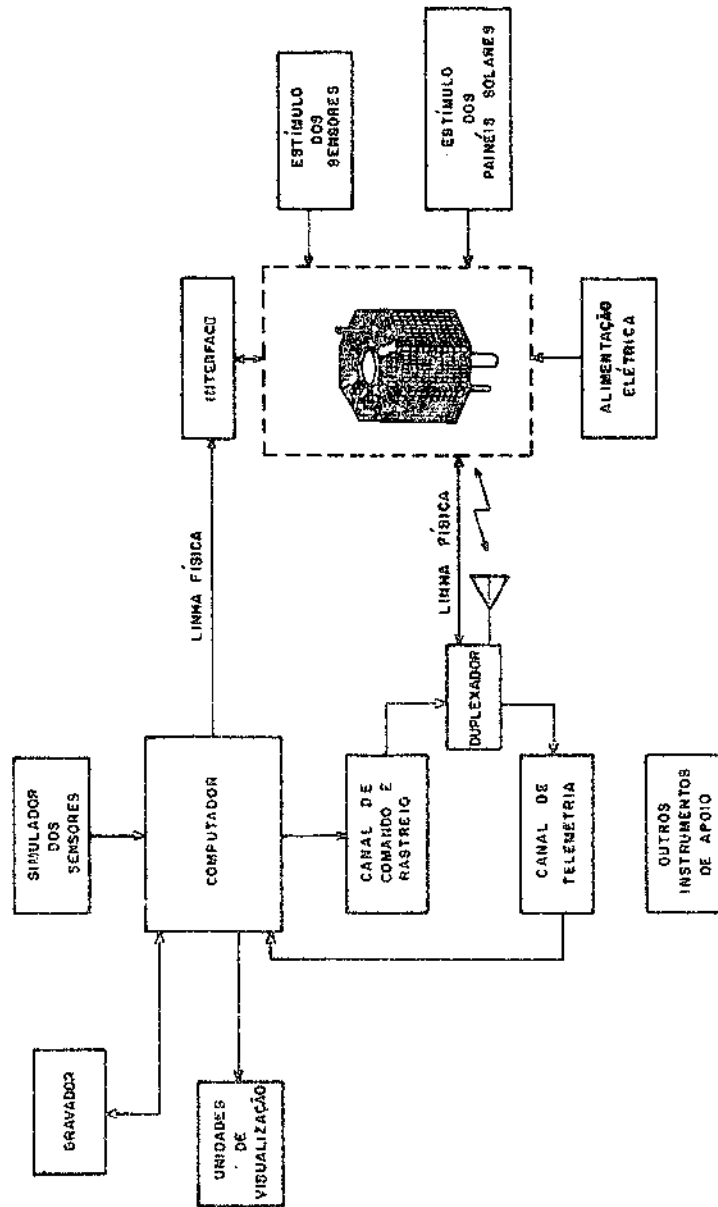 SIMULADOR
DOS
SENSORES
GRAVADOR
COMPUTADOR
LINHA FÍSICA
INTERFACE
UNIDADES
DE
VISUALIZAÇÃO
ESTÍMULO
DOS
SENSORES
CANAL DE
COMANDO E
RASTREIO
DUPLEXADOR
LINHA FÍSICA
ESTÍMULO
DOS
PAINÉIS SOLARES
CANAL DE
TELEMETRIA
ALIMENTAÇÃO
ELÉTRICA
OUTROS
INSTRUMENTOS
DE APOIO